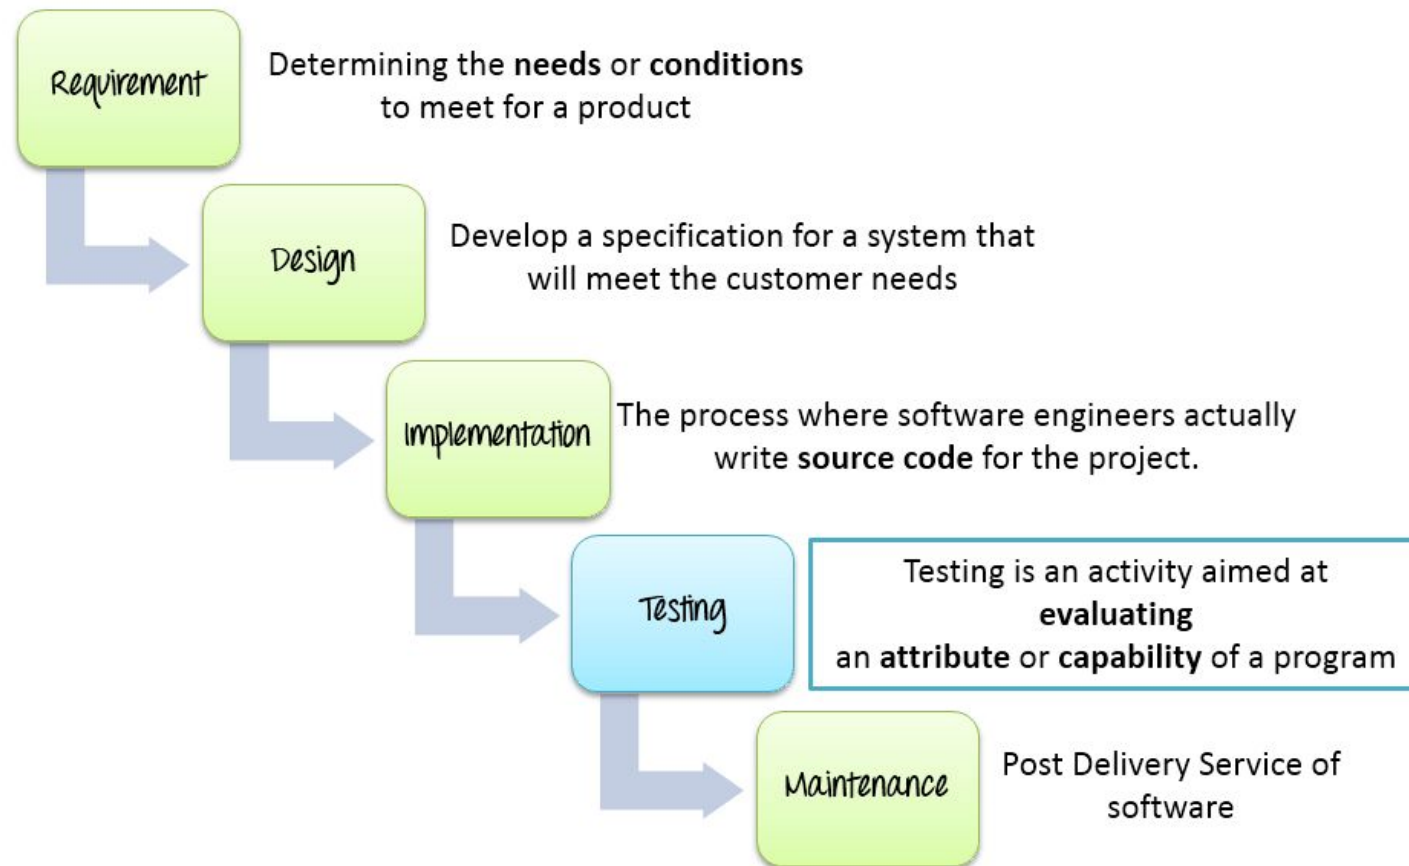 Requirement
Determining the needs or conditions
to meet for a product
Design
Develop a specification for a system that
will meet the customer needs
Implementation
The process where software engineers actually
write source code for the project.
Testing
Testing is an activity aimed at
evaluating
an attribute or capability of a program
Maintenance
Post Delivery Service of
software